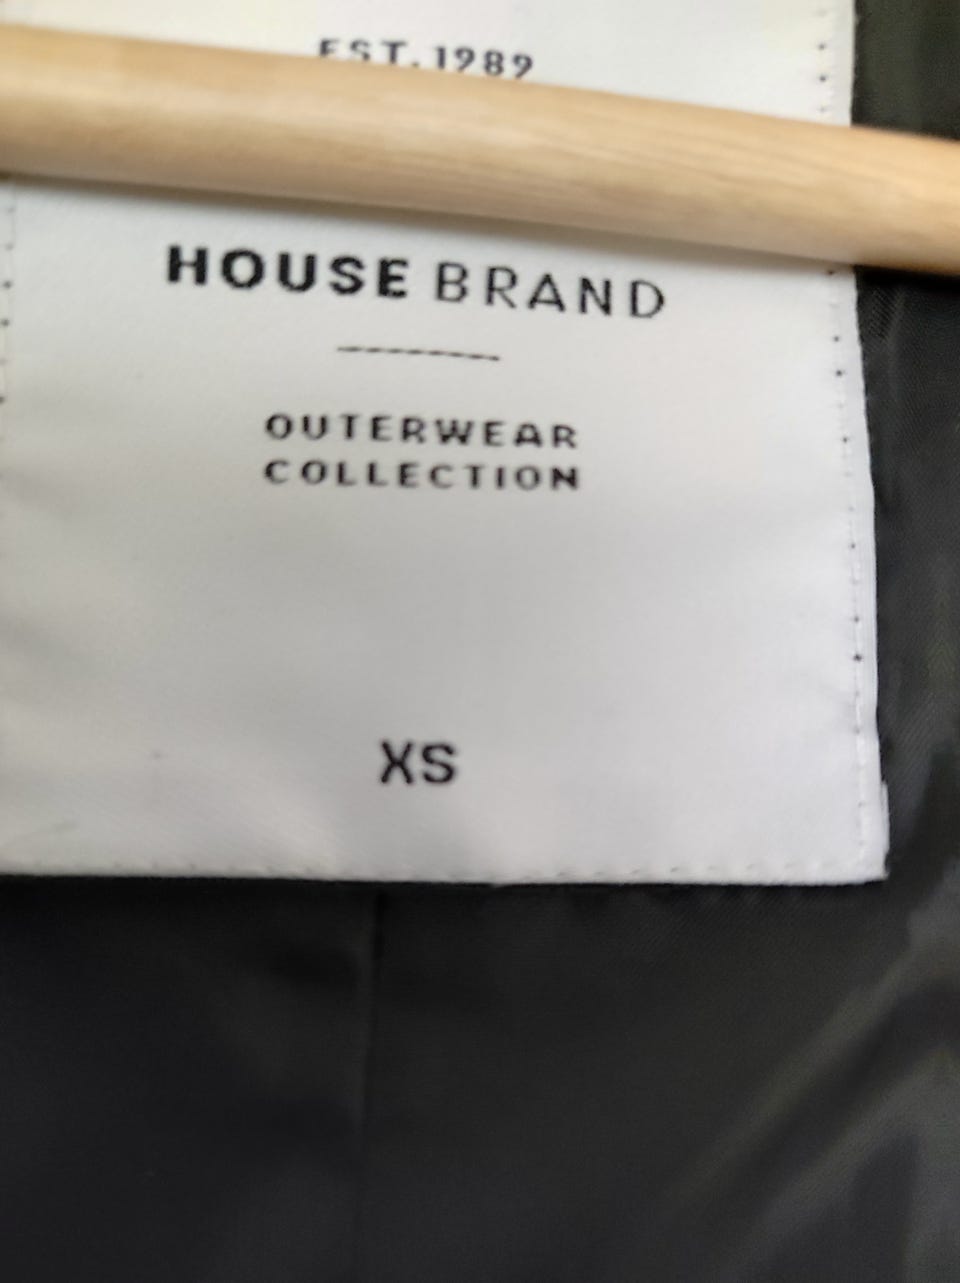 EST. 1989
HOUSE BRAND
OUTERWEAR
COLLECTION
XS